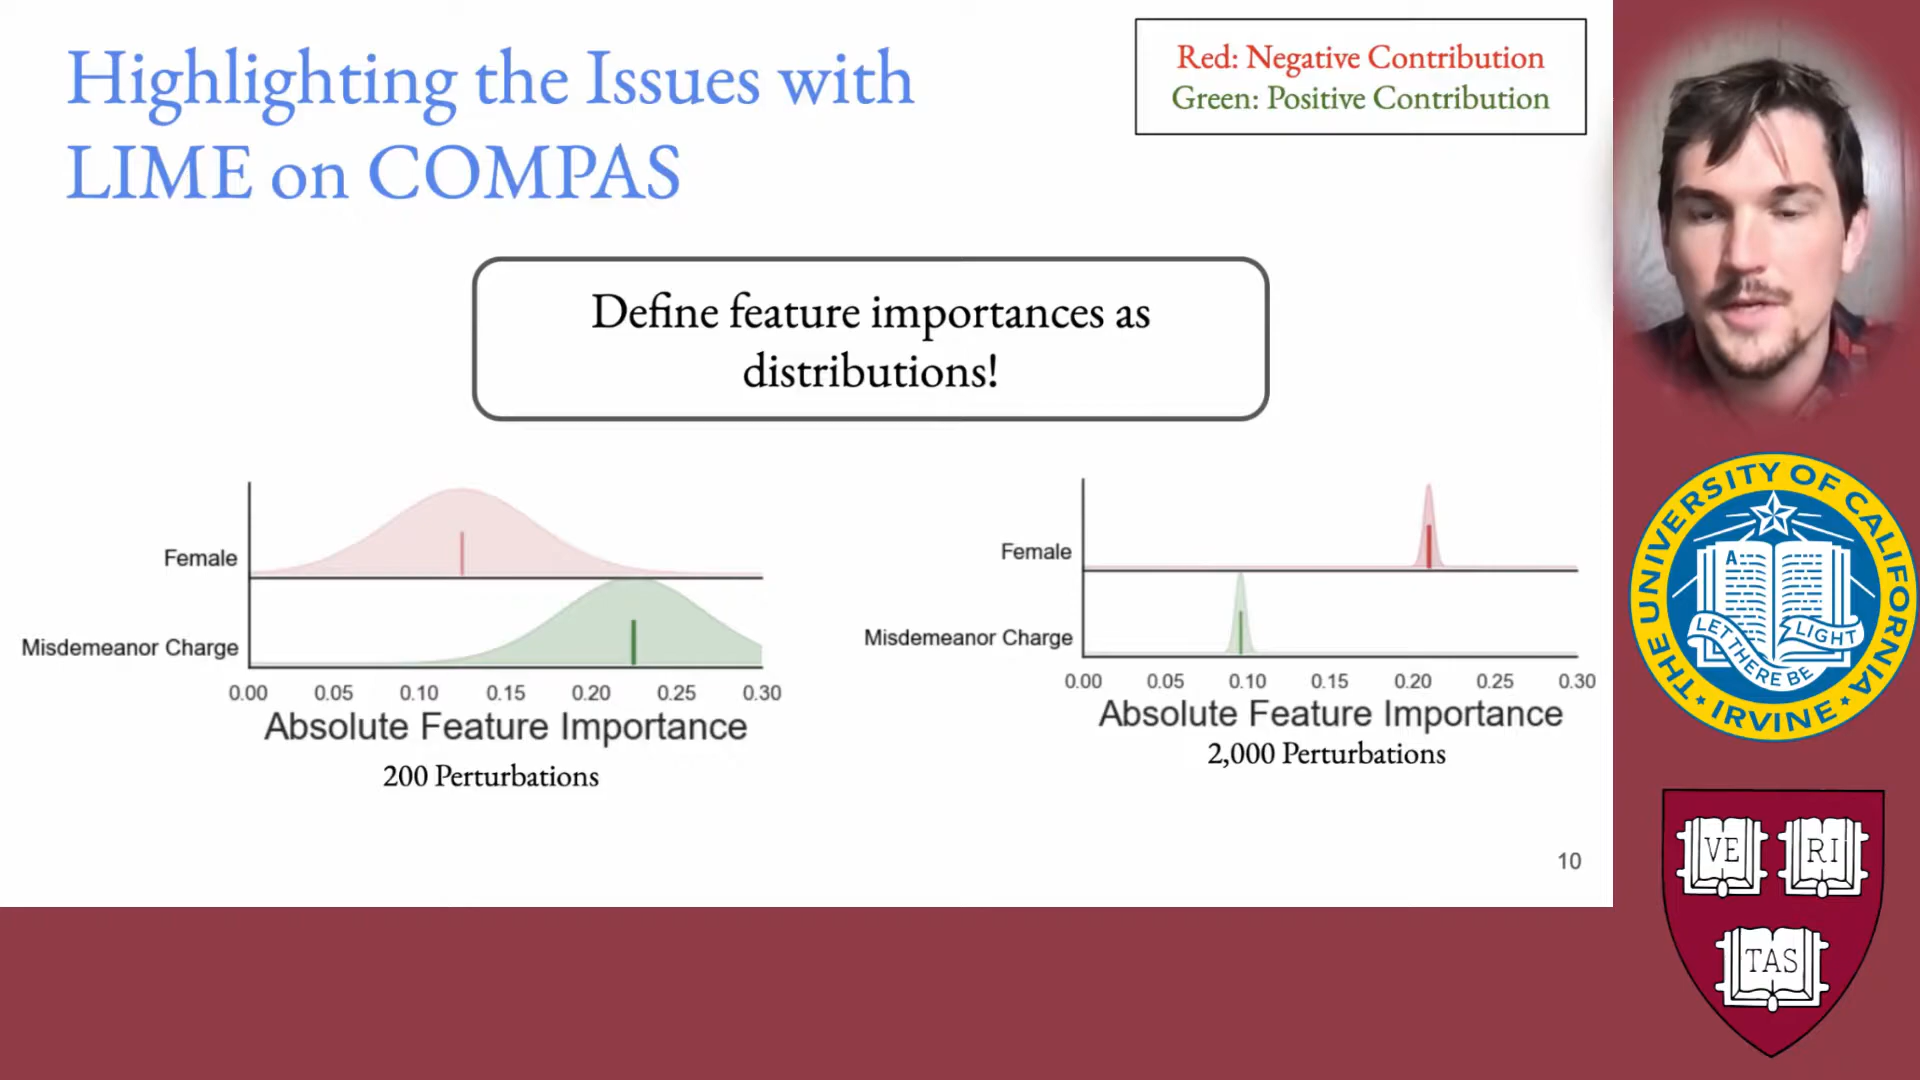 Highlighting the Issues with
LIME on COMPAS
Red: Negative Contribution
Green: Positive Contribution
Define feature importances as
distributions!
Female
Misdemeanor Charge
0.00 0.05 0.10 0.15 0.20 0.25 0.30
Absolute Feature Importance
200 Perturbations
Female
Misdemeanor Charge
0.00 0.05 0.10 0.15 0.20 0.25 0.30
Absolute Feature Importance
2,000 Perturbations
10
THE UNIVERSITY OF CALIFORNIA
A
LET THERE BE LIGHT
IRVINE
VE RI
TAS